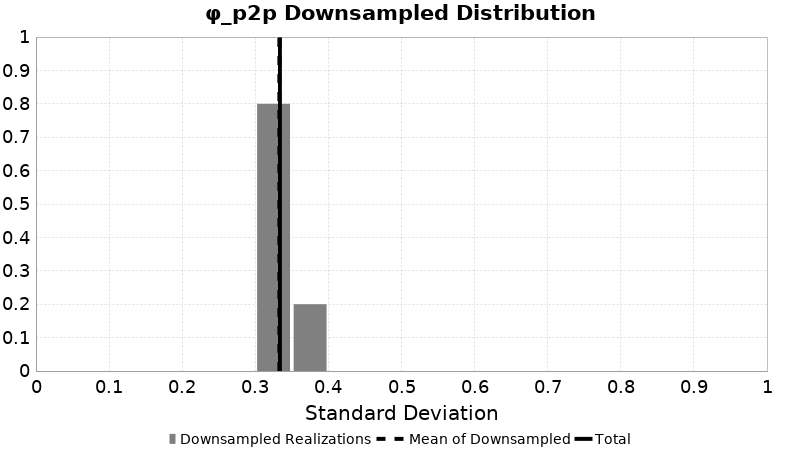 φ_p2p Downsampled Distribution
1
0.9
0.8
0.7
0.6
0.5
0.4
0.3
0.2
0.1
0
0 0.1 0.2 0.3 0.4 0.5 0.6 0.7 0.8 0.9 1
Standard Deviation
Downsampled Realizations Mean of Downsampled Total